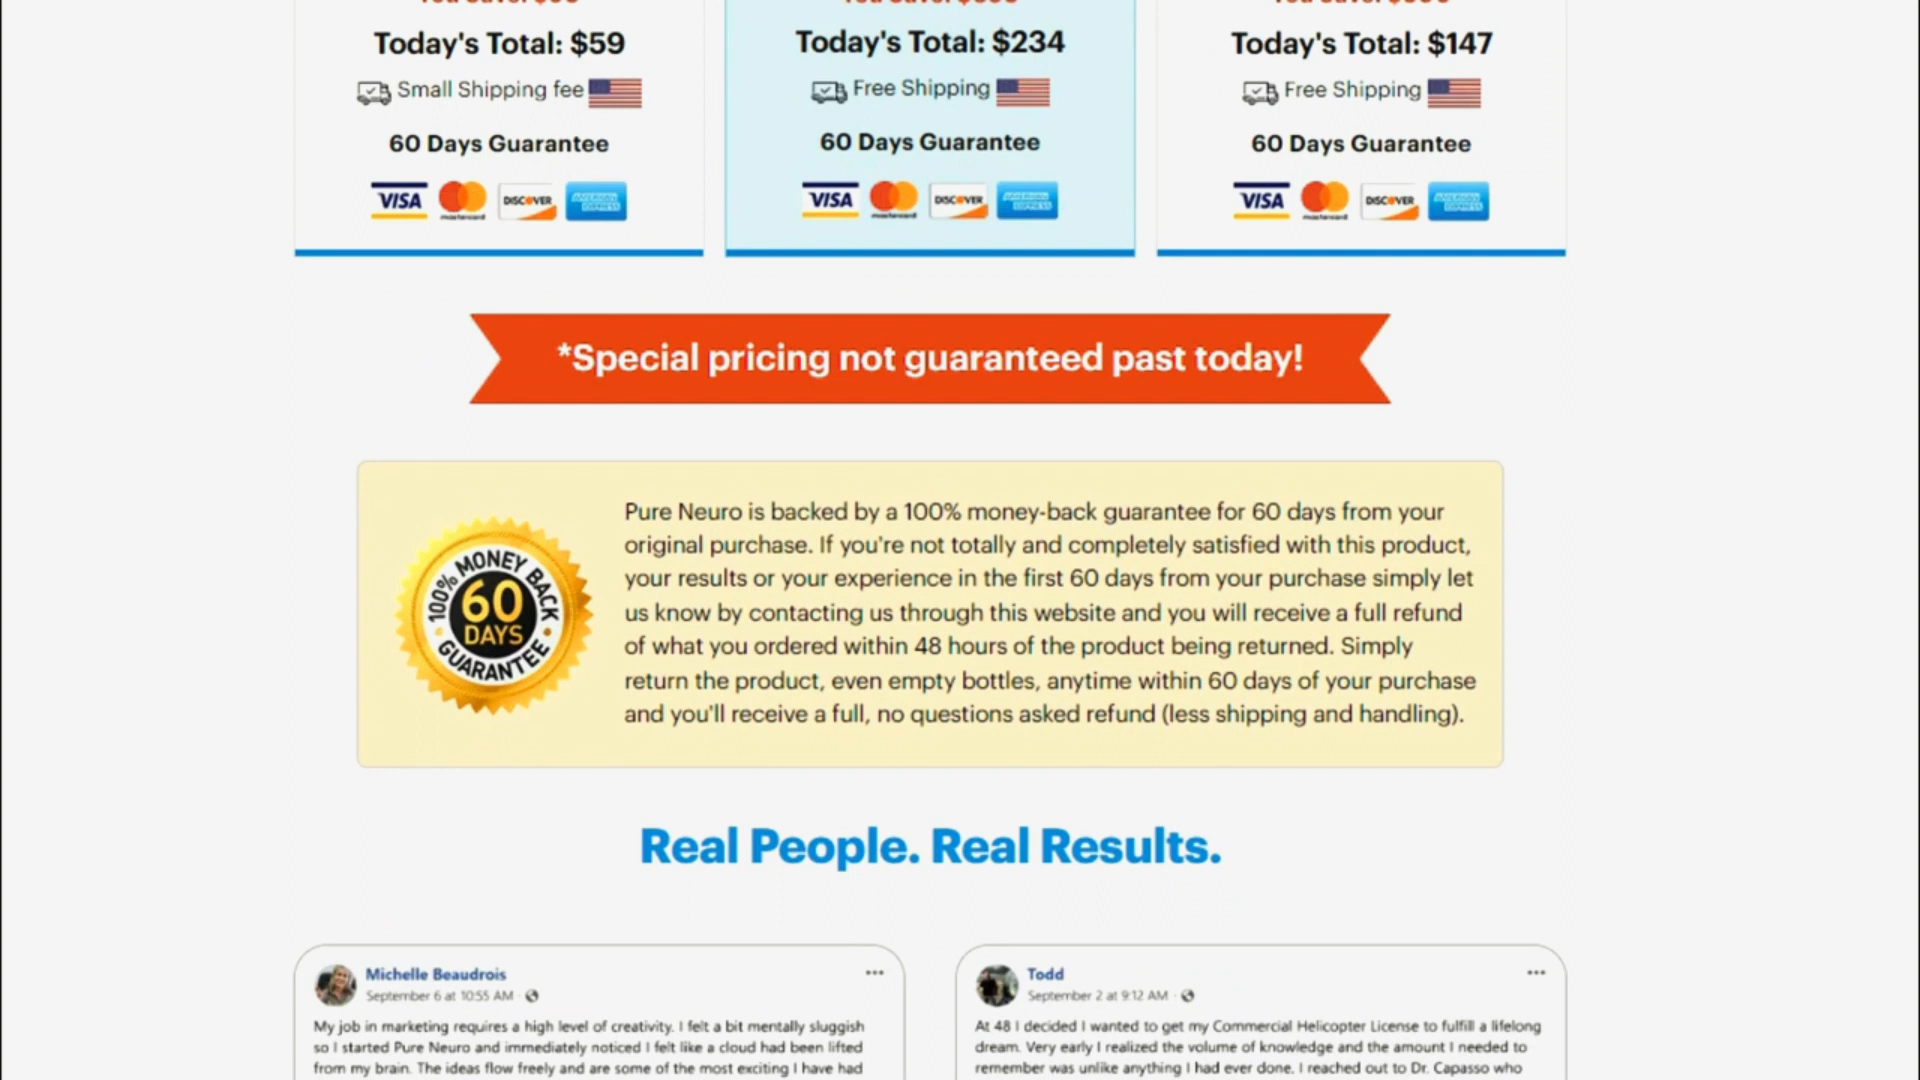 Today's Total: $59
Small Shipping fee
60 Days Guarantee
VISA
mastercard
DISCOVER
AMERICAN EXPRESS
Today's Total: $234
Free Shipping
60 Days Guarantee
VISA
mastercard
DISCOVER
AMERICAN EXPRESS
Today's Total: $147
Free Shipping
60 Days Guarantee
VISA
mastercard
DISCOVER
AMERICAN EXPRESS
*Special pricing not guaranteed past today!
100% MONEY BACK
60
DAYS
GUARANTEE
Pure Neuro is backed by a 100% money-back guarantee for 60 days from your
original purchase. If you're not totally and completely satisfied with this product,
your results or your experience in the first 60 days from your purchase simply let
us know by contacting us through this website and you will receive a full refund
of what you ordered within 48 hours of the product being returned. Simply
return the product, even empty bottles, anytime within 60 days of your purchase
and you'll receive a full, no questions asked refund (less shipping and handling).
Real People. Real Results.
Michelle Beaudrois
September 6 at 10:55 AM
My job in marketing requires a high level of creativity. I felt a bit mentally sluggish
so I started Pure Neuro and immediately noticed I felt like a cloud had been lifted
from my brain. The ideas flow freely and are some of the most exciting I have had
Todd
September 2 at 9:12 AM
At 48 I decided I wanted to get my Commercial Helicopter License to fulfill a lifelong
dream. Very early I realized the volume of knowledge and the amount I needed to
remember was unlike anything I had ever done. I reached out to Dr. Capasso who